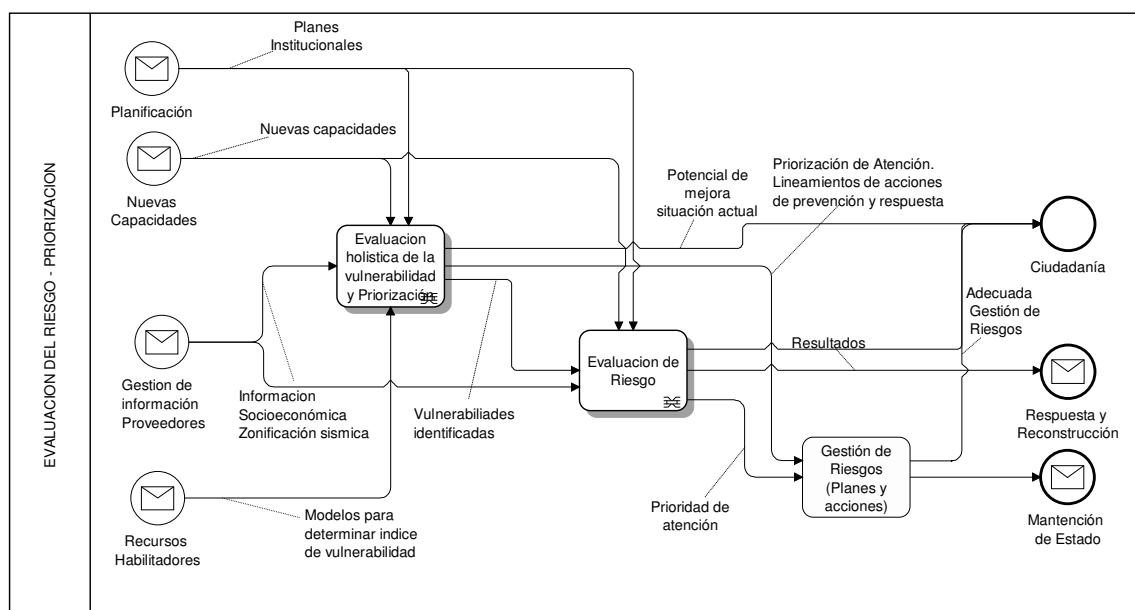 EVALUACION DEL RIESGO - PRIORIZACION
Planes
Institucionales
Planificación
Nuevas capacidades
Nuevas
Capacidades
Potencial de
mejora
situación actual
Priorización de Atención.
Lineamientos de acciones
de prevención y respuesta
Evaluacion
holistica de la
vulnerabilidad
y Priorización
Ciudadanía
Adecuada
Gestión de
Riesgos
Gestion de
información
Proveedores
Informacion
Socioeconómica
Zonificación sismica
Vulnerabiliades
identificadas
Evaluacion de
Riesgo
Resultados
Respuesta y
Reconstrucción
Gestión de
Riesgos
(Planes y
acciones)
Prioridad de
atención
Mantención
de Estado
Recursos
Habilitadores
Modelos para
determinar indice
de vulnerabilidad